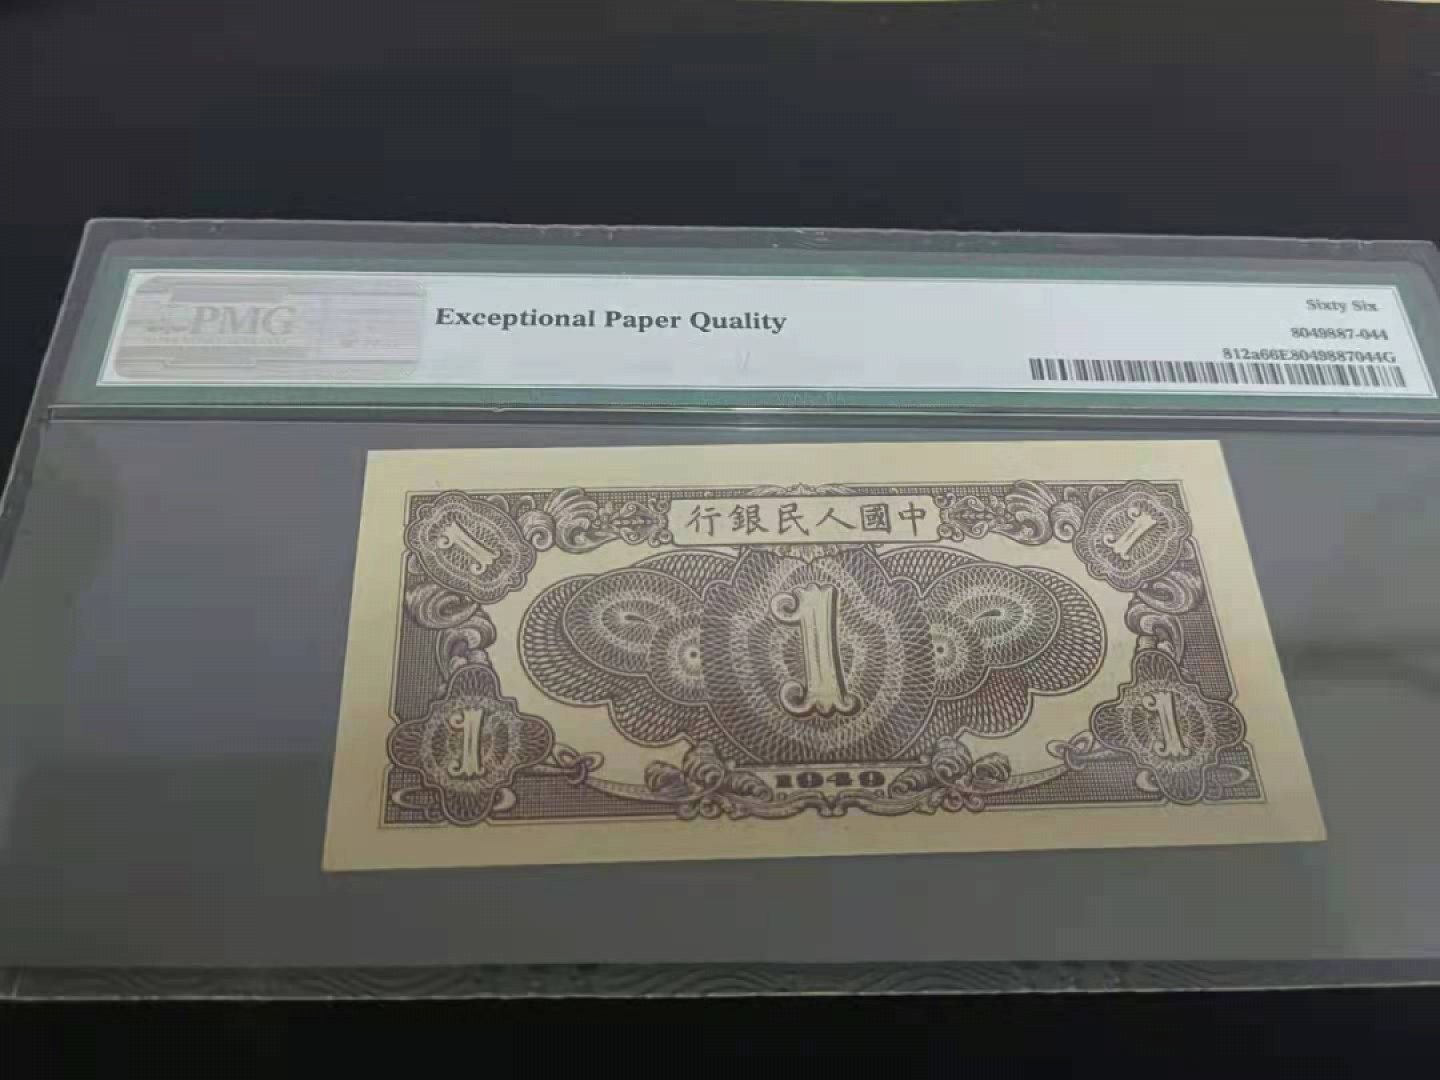 PMG
Exceptional Paper Quality
Sixty Six
8049887-044
812a66E8049887044G
行銀民人國中
1
1
1
1
1
1949